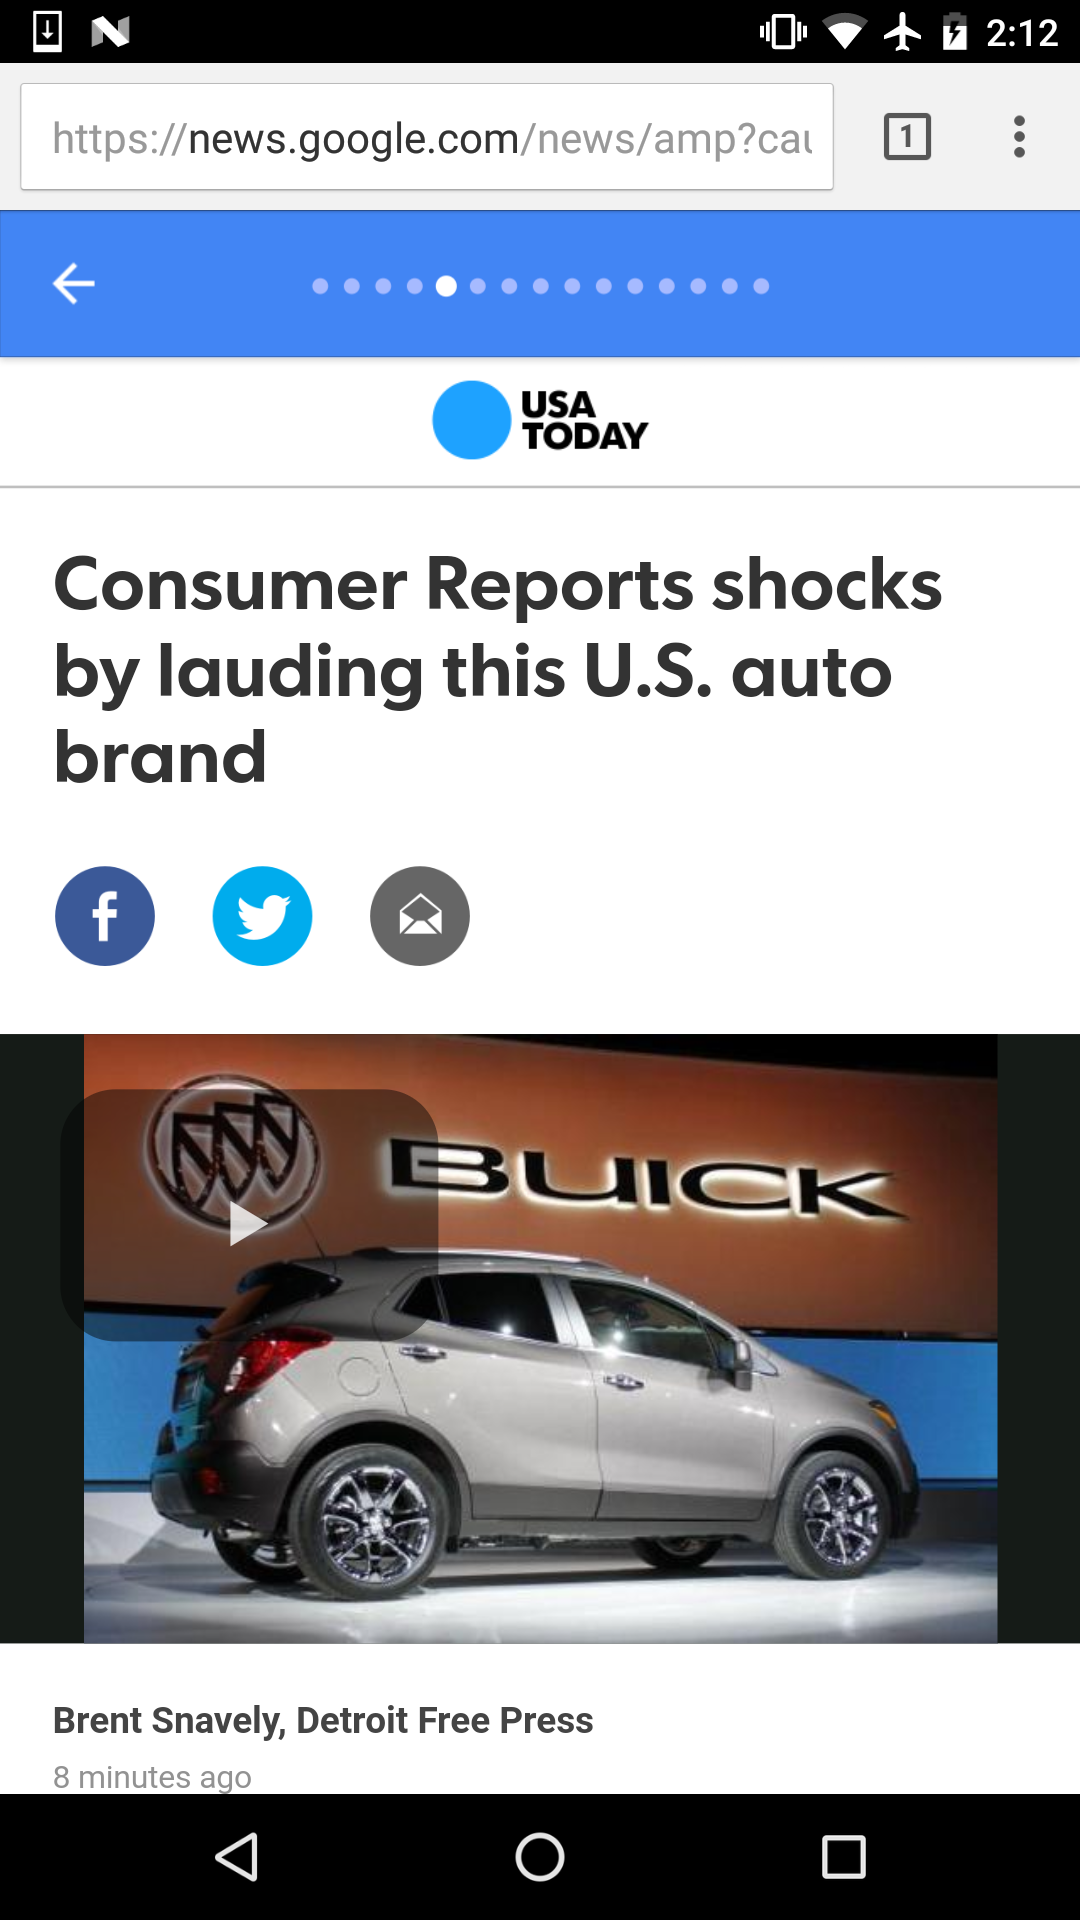 2:12
https://news.google.com/news/amp?cau
1
USA
TODAY
Consumer Reports shocks
by lauding this U.S. auto
brand
BUICK
Brent Snavely, Detroit Free Press
8 minutes ago